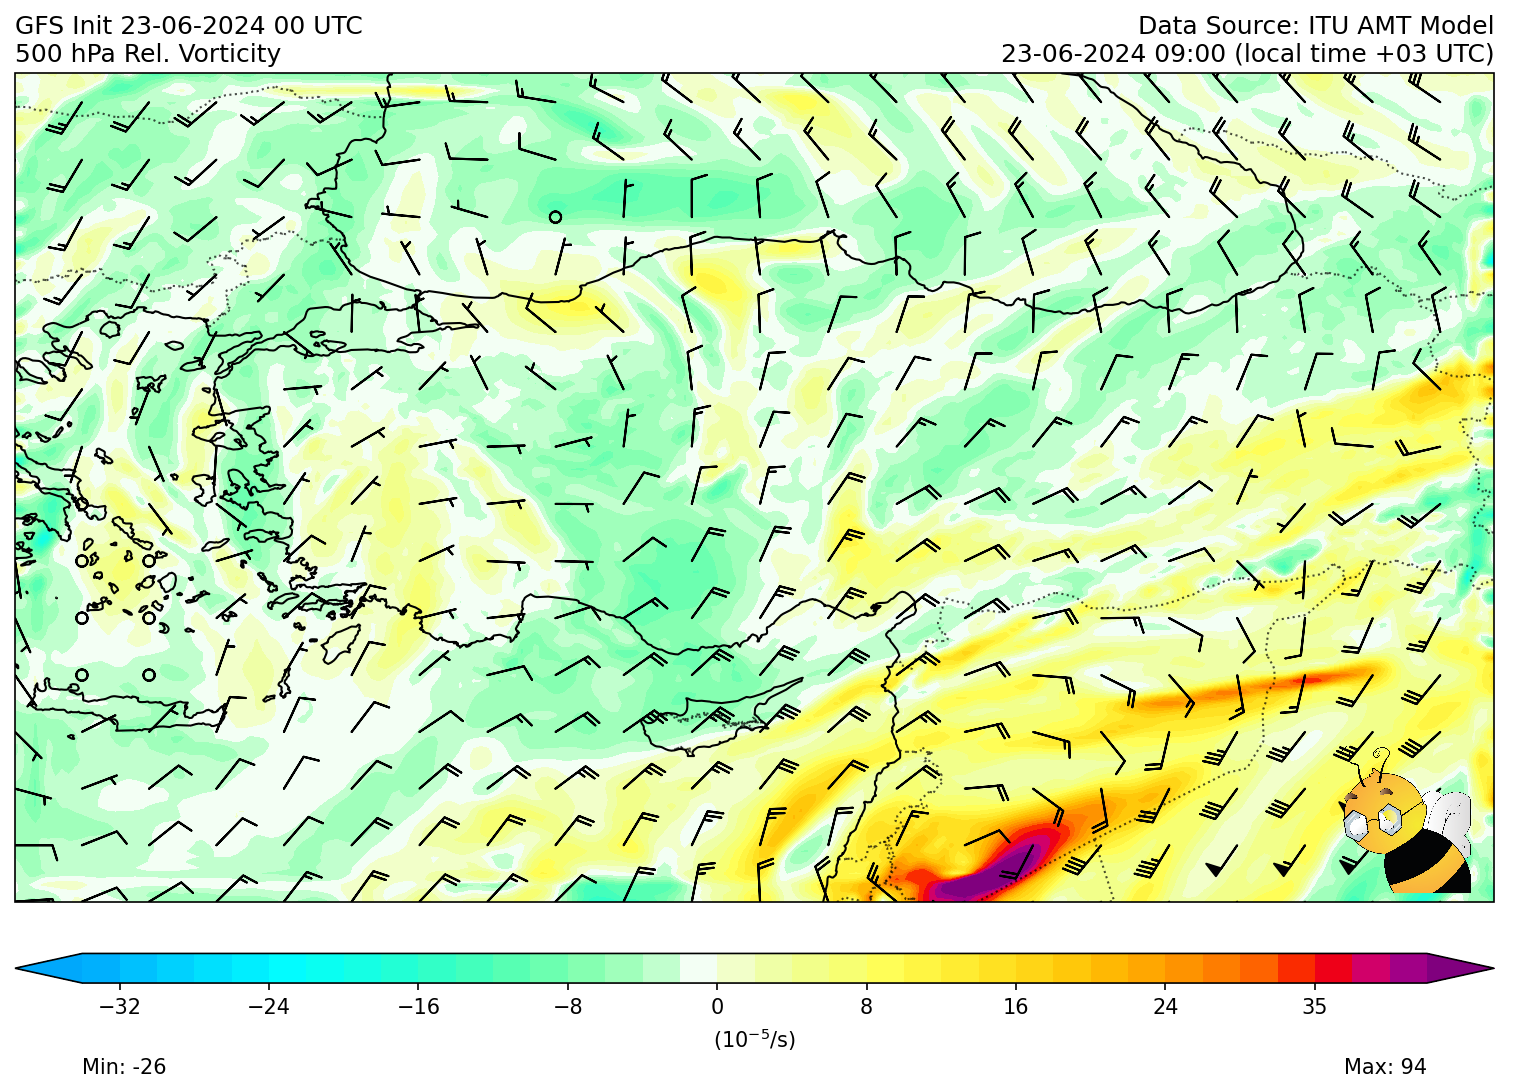 GFS Init 23-06-2024 00 UTC
Data Source: ITU AMT Model
500 hPa Rel. Vorticity
23-06-2024 09:00 (local time +03 UTC)
−32 −24 −16 −8 0 8 16 24 35
(10⁻⁵/s)
Min: -26
Max: 94